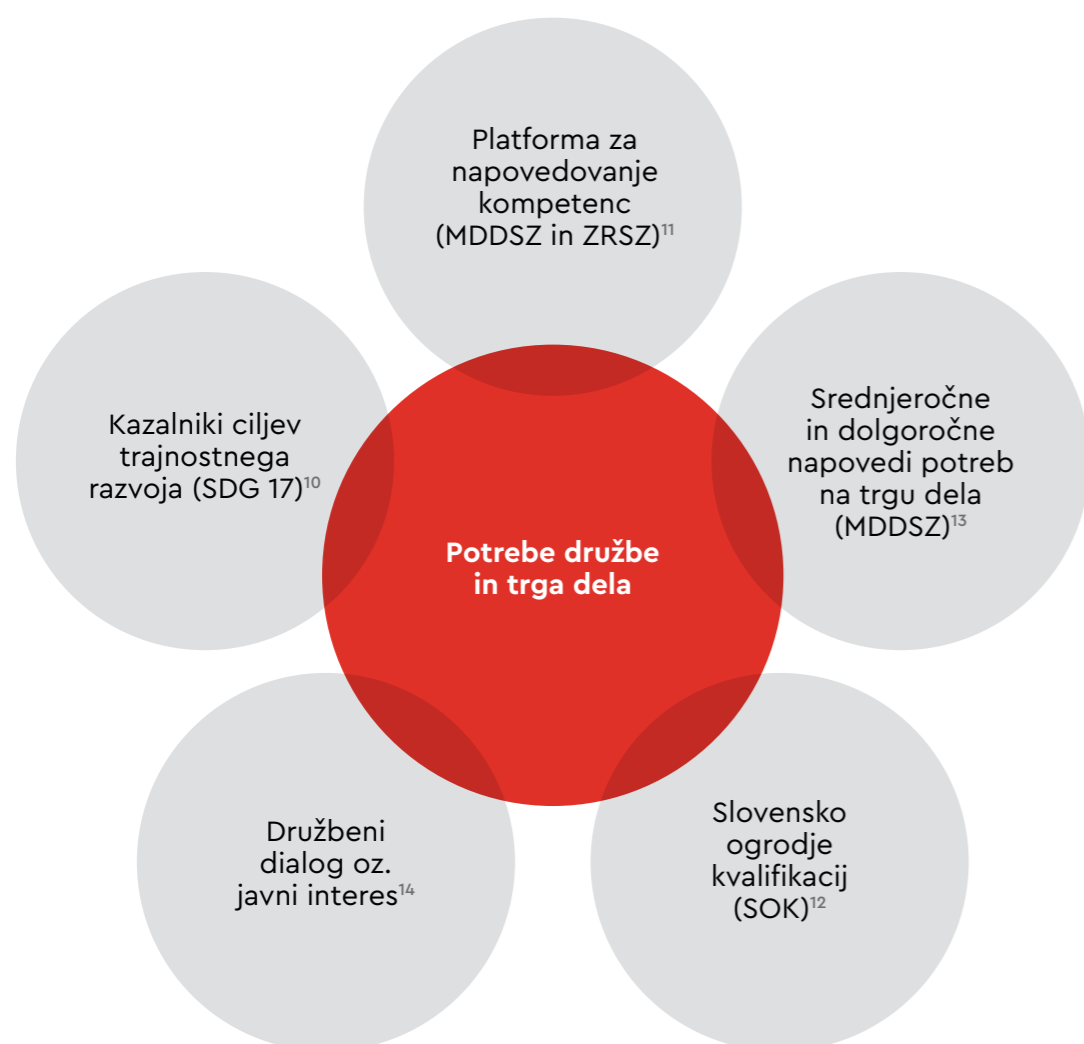 Platforma za
napovedovanje
kompetenc
(MDDSZ in ZRSZ)¹¹
Kazalniki ciljev
trajnostnega
razvoja (SDG 17)¹⁰
Srednjeročne
in dolgoročne
napovedi potreb
na trgu dela
(MDDSZ)¹³
Potrebe družbe
in trga dela
Družbeni
dialog oz.
javni interes¹⁴
Slovensko
ogrodje
kvalifikacij
(SOK)¹²